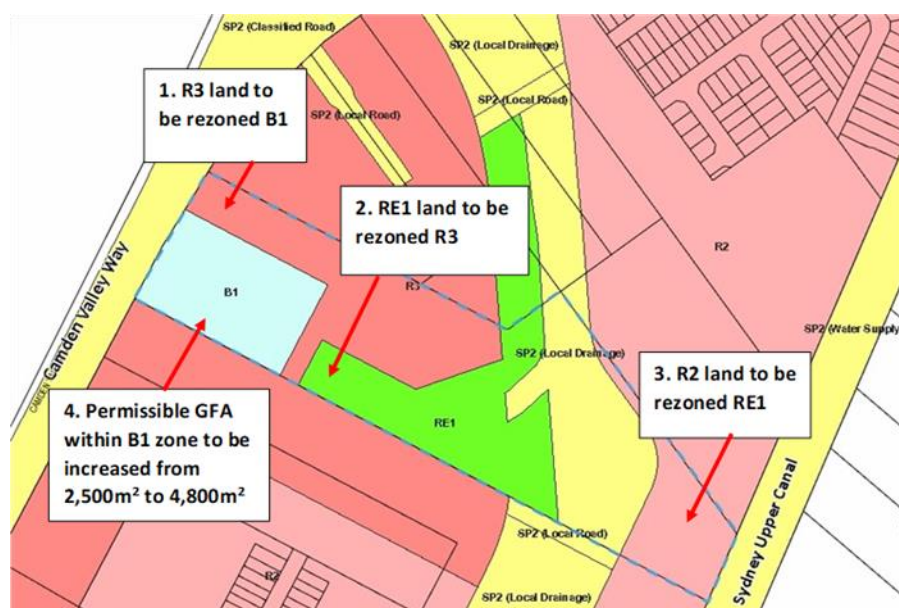 SP2 (Classified Road)
SP2 (Local Drainage)
1. R3 land to
be rezoned B1
SP2 (Local Road)
SP2 (Local Road)
2. RE1 land to be
rezoned R3
R2
Camden Valley Way
CAMDEN
B1
R3
SP2 (Water Supply
SP2 (Local Drainage)
3. R2 land to be
rezoned RE1
4. Permissible GFA
within B1 zone to be
increased from
2,500m² to 4,800m²
RE1
SP2 (Local Road)
Sydney Upper Canal
R2
SP2 (Local Drainage)